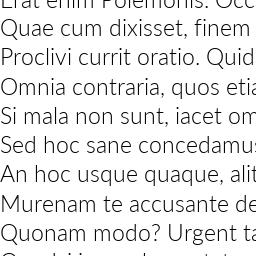 Erat enim Polemonis. Occ
Quae cum dixisset, finem
Proclivi currit oratio. Quid
Omnia contraria, quos etia
Si mala non sunt, iacet om
Sed hoc sane concedamus
An hoc usque quaque, alit
Murenam te accusante de
Quonam modo? Urgent ta